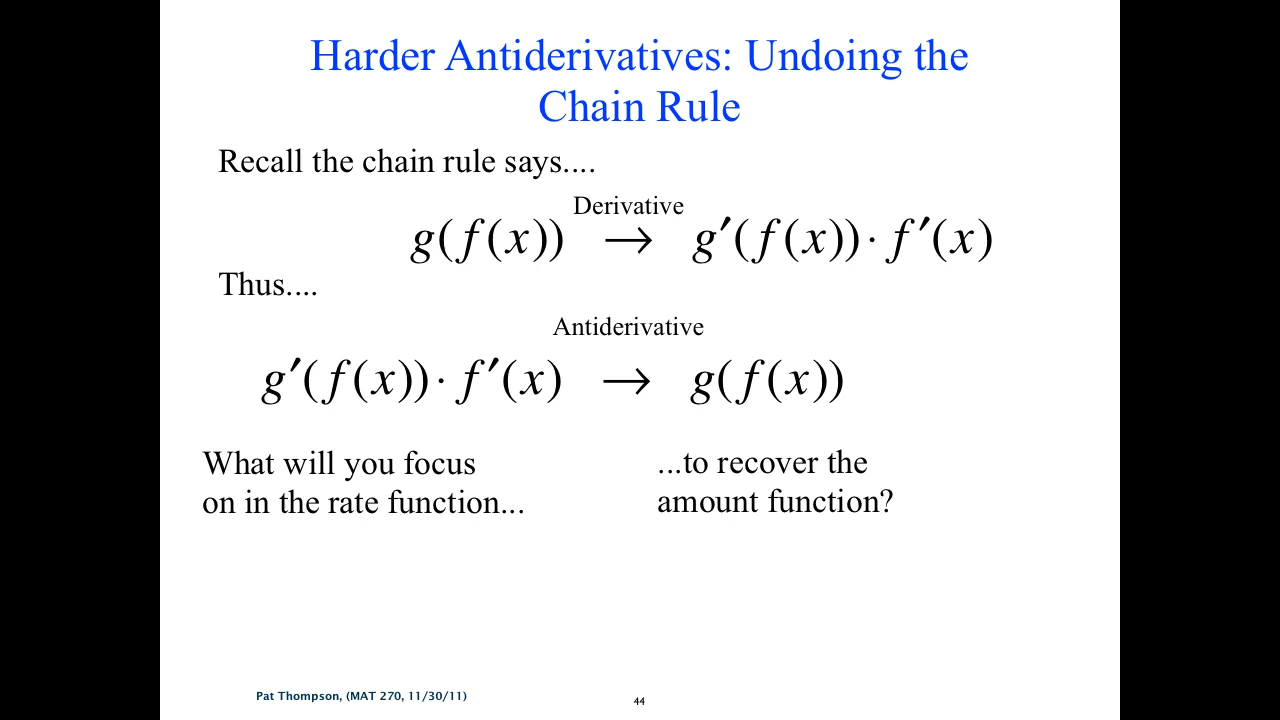 Harder Antiderivatives: Undoing the
Chain Rule
Recall the chain rule says....
Derivative
g(f(x)) → g′(f(x))· f′(x)
Thus....
Antiderivative
g′(f(x))· f′(x) → g(f(x))
What will you focus
on in the rate function...
...to recover the
amount function?
Pat Thompson, (MAT 270, 11/30/11)
44